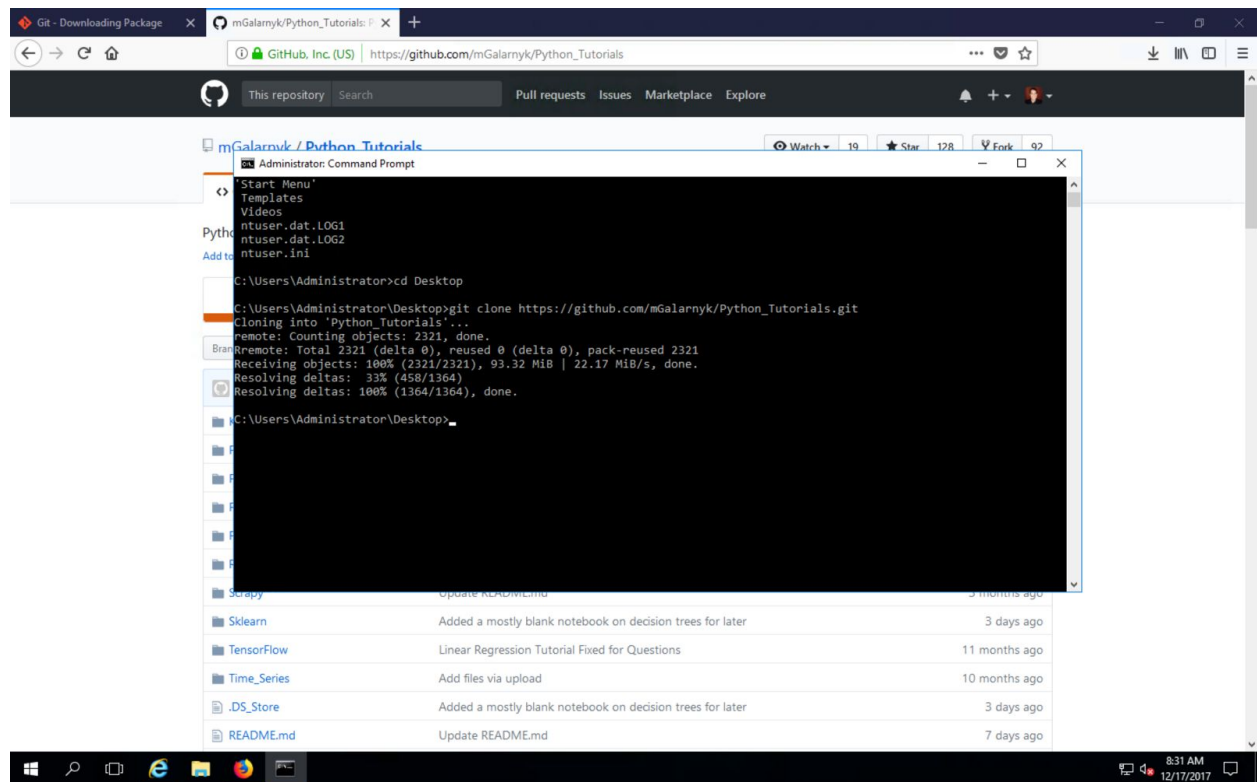 Git - Downloading Package
mGalarnyk/Python_Tutorials: P
GitHub, Inc. (US) https://github.com/mGalarnyk/Python_Tutorials
This repository Search Pull requests Issues Marketplace Explore
mGalarnyk / Python_Tutorials
Watch 19 Star 128 Fork 92
Administrator: Command Prompt
'Start Menu'
Templates
Videos
ntuser.dat.LOG1
ntuser.dat.LOG2
ntuser.ini
C:\Users\Administrator>cd Desktop
C:\Users\Administrator\Desktop>git clone https://github.com/mGalarnyk/Python_Tutorials.git
Cloning into 'Python_Tutorials'...
remote: Counting objects: 2321, done.
Rremote: Total 2321 (delta 0), reused 0 (delta 0), pack-reused 2321
Receiving objects: 100% (2321/2321), 93.32 MiB | 22.17 MiB/s, done.
Resolving deltas:  33% (458/1364)
Resolving deltas: 100% (1364/1364), done.
C:\Users\Administrator\Desktop>
Pytho
Add to
Bran
Scrapy Update README.md 5 months ago
Sklearn Added a mostly blank notebook on decision trees for later 3 days ago
TensorFlow Linear Regression Tutorial Fixed for Questions 11 months ago
Time_Series Add files via upload 10 months ago
.DS_Store Added a mostly blank notebook on decision trees for later 3 days ago
README.md Update README.md 7 days ago
8:31 AM
12/17/2017